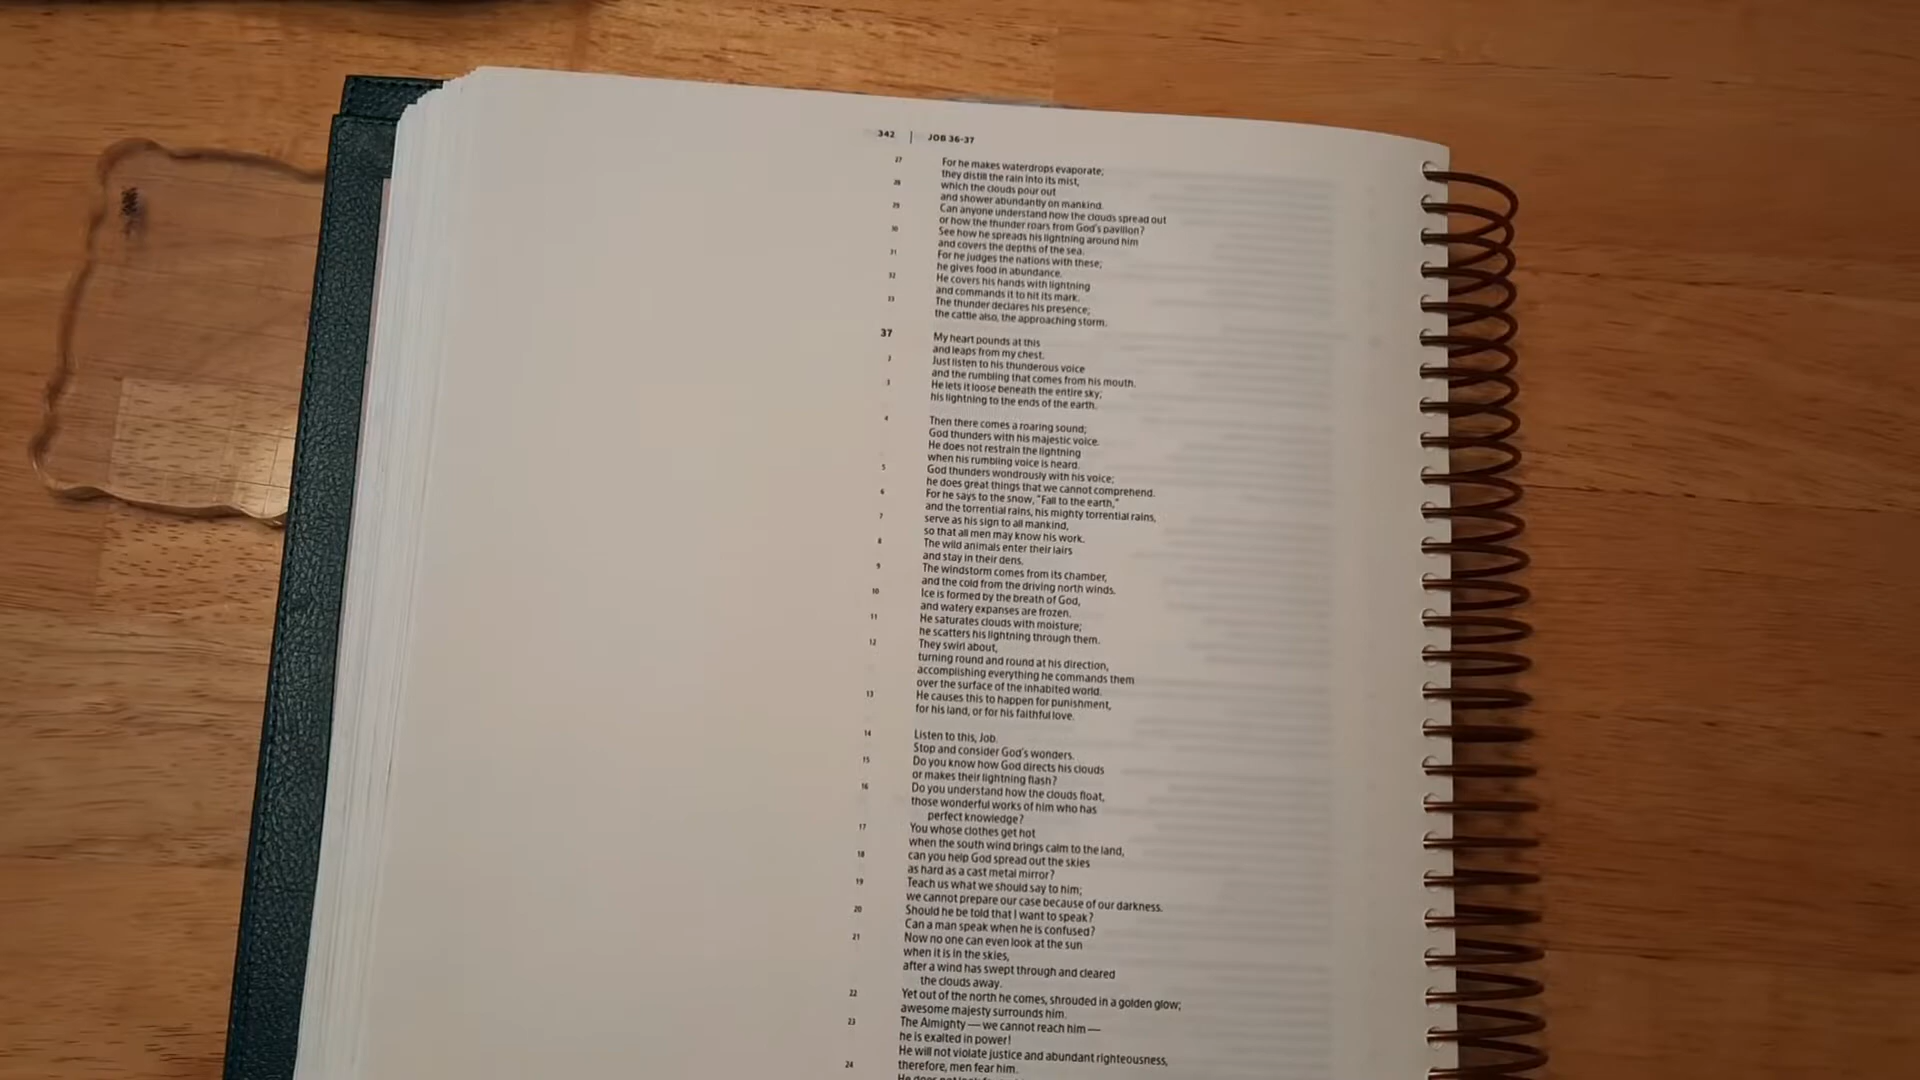 342 | JOB 36-37
27 For he makes waterdrops evaporate;
they distill the rain into its mist,
28 which the clouds pour out
and shower abundantly on mankind.
29 Can anyone understand how the clouds spread out
or how the thunder roars from God's pavilion?
30 See how he spreads his lightning around him
and covers the depths of the sea.
31 For he judges the nations with these;
he gives food in abundance.
32 He covers his hands with lightning
and commands it to hit its mark.
33 The thunder declares his presence;
the cattle also, the approaching storm.
37 My heart pounds at this
and leaps from my chest.
2 Just listen to his thunderous voice
and the rumbling that comes from his mouth.
3 He lets it loose beneath the entire sky;
his lightning to the ends of the earth.
4 Then there comes a roaring sound;
God thunders with his majestic voice.
He does not restrain the lightning
when his rumbling voice is heard.
5 God thunders wondrously with his voice;
he does great things that we cannot comprehend.
6 For he says to the snow, "Fall to the earth,"
and the torrential rains, his mighty torrential rains,
7 serve as his sign to all mankind,
so that all men may know his work.
8 The wild animals enter their lairs
and stay in their dens.
9 The windstorm comes from its chamber,
and the cold from the driving north winds.
10 Ice is formed by the breath of God,
and watery expanses are frozen.
11 He saturates clouds with moisture;
he scatters his lightning through them.
12 They swirl about,
turning round and round at his direction,
accomplishing everything he commands them
over the surface of the inhabited world.
13 He causes this to happen for punishment,
for his land, or for his faithful love.
14 Listen to this, Job.
Stop and consider God's wonders.
15 Do you know how God directs his clouds
or makes their lightning flash?
16 Do you understand how the clouds float,
those wonderful works of him who has
perfect knowledge?
17 You whose clothes get hot
when the south wind brings calm to the land,
18 can you help God spread out the skies
as hard as a cast metal mirror?
19 Teach us what we should say to him;
we cannot prepare our case because of our darkness.
20 Should he be told that I want to speak?
Can a man speak when he is confused?
21 Now no one can even look at the sun
when it is in the skies,
after a wind has swept through and cleared
the clouds away.
22 Yet out of the north he comes, shrouded in a golden glow;
awesome majesty surrounds him.
23 The Almighty — we cannot reach him —
he is exalted in power!
He will not violate justice and abundant righteousness,
24 therefore, men fear him.